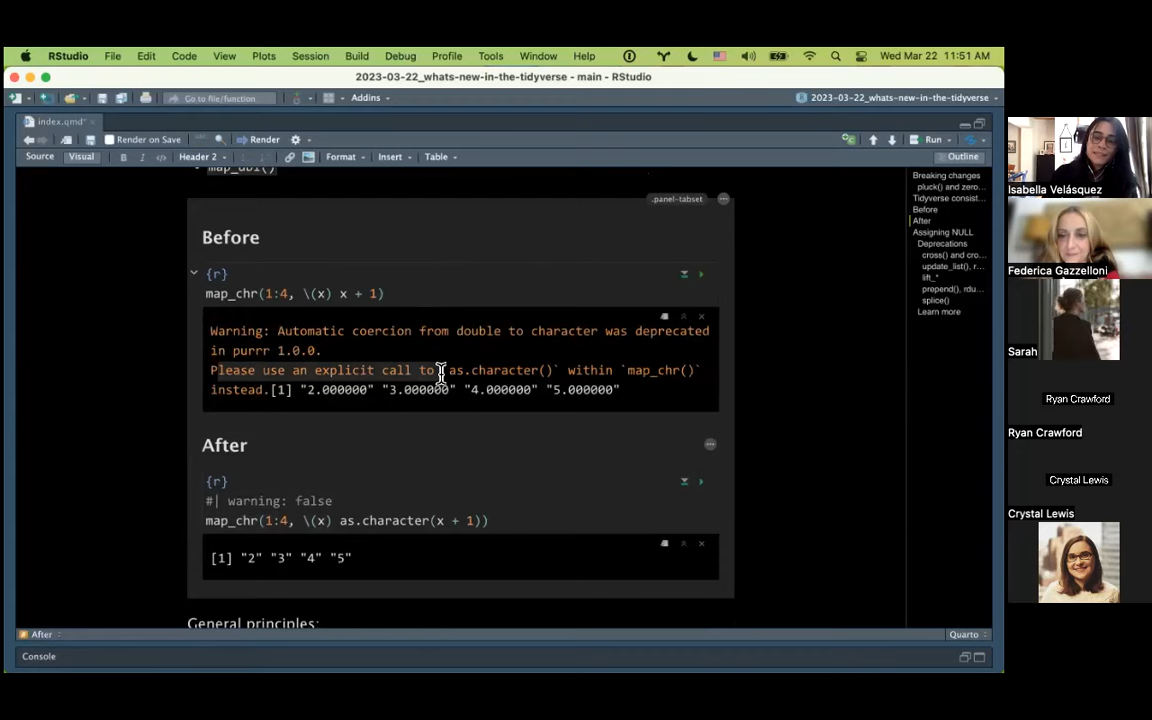 RStudio File Edit Code View Plots Session Build Debug Profile Tools Window Help Wed Mar 22 11:51 AM
2023-03-22_whats-new-in-the-tidyverse - main - RStudio
Go to file/function Addins 2023-03-22_whats-new-in-the-tidyverse
index.qmd*
Render on Save Render Run
Source Visual B I </> Header 2 Format Insert Table Outline
map_dbl()
.panel-tabset
Before
{r}
map_chr(1:4, \(x) x + 1)
Warning: Automatic coercion from double to character was deprecated
in purrr 1.0.0.
Please use an explicit call to `as.character()` within `map_chr()`
instead.[1] "2.000000" "3.000000" "4.000000" "5.000000"
After
{r}
#| warning: false
map_chr(1:4, \(x) as.character(x + 1))
[1] "2" "3" "4" "5"
General principles:
Breaking changes
pluck() and zero...
Tidyverse consist...
Before
After
Assigning NULL
Deprecations
cross() and cro...
update_list(), r...
lift_*
prepend(), rdu...
splice()
Learn more
# After Quarto
Console
Isabella Velásquez
Federica Gazzelloni
Sarah
Ryan Crawford
Ryan Crawford
Crystal Lewis
Crystal Lewis